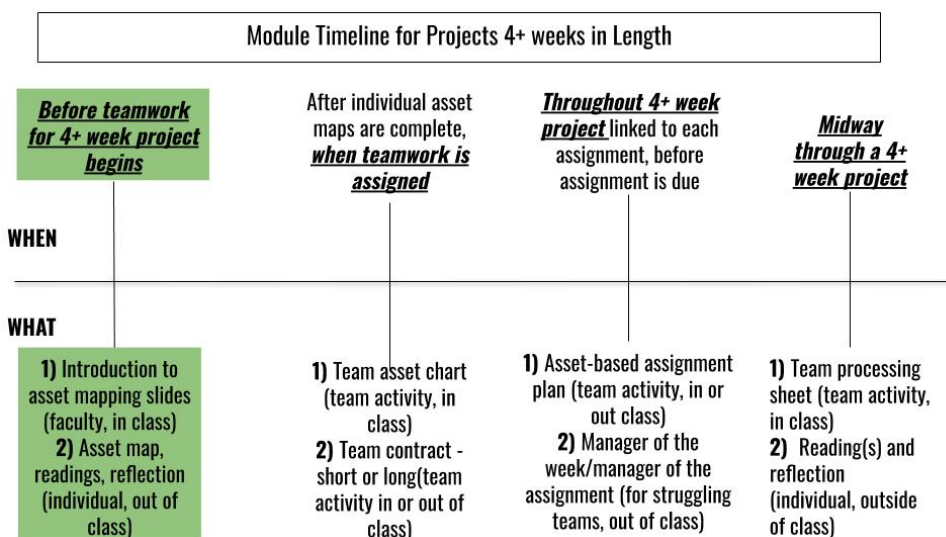 Module Timeline for Projects 4+ weeks in Length
Before teamwork
for 4+ week project
begins
After individual asset
maps are complete,
when teamwork is
assigned
Throughout 4+ week
project linked to each
assignment, before
assignment is due
Midway
through a 4+
week project
WHEN
WHAT
1) Introduction to
asset mapping slides
(faculty, in class)
2) Asset map,
readings, reflection
(individual, out of
class)
1) Team asset chart
(team activity, in
class)
2) Team contract -
short or long(team
activity in or out of
class)
1) Asset-based assignment
plan (team activity, in or
out class)
2) Manager of the
week/manager of the
assignment (for struggling
teams, out of class)
1) Team processing
sheet (team activity,
in class)
2) Reading(s) and
reflection
(individual, outside
of class)